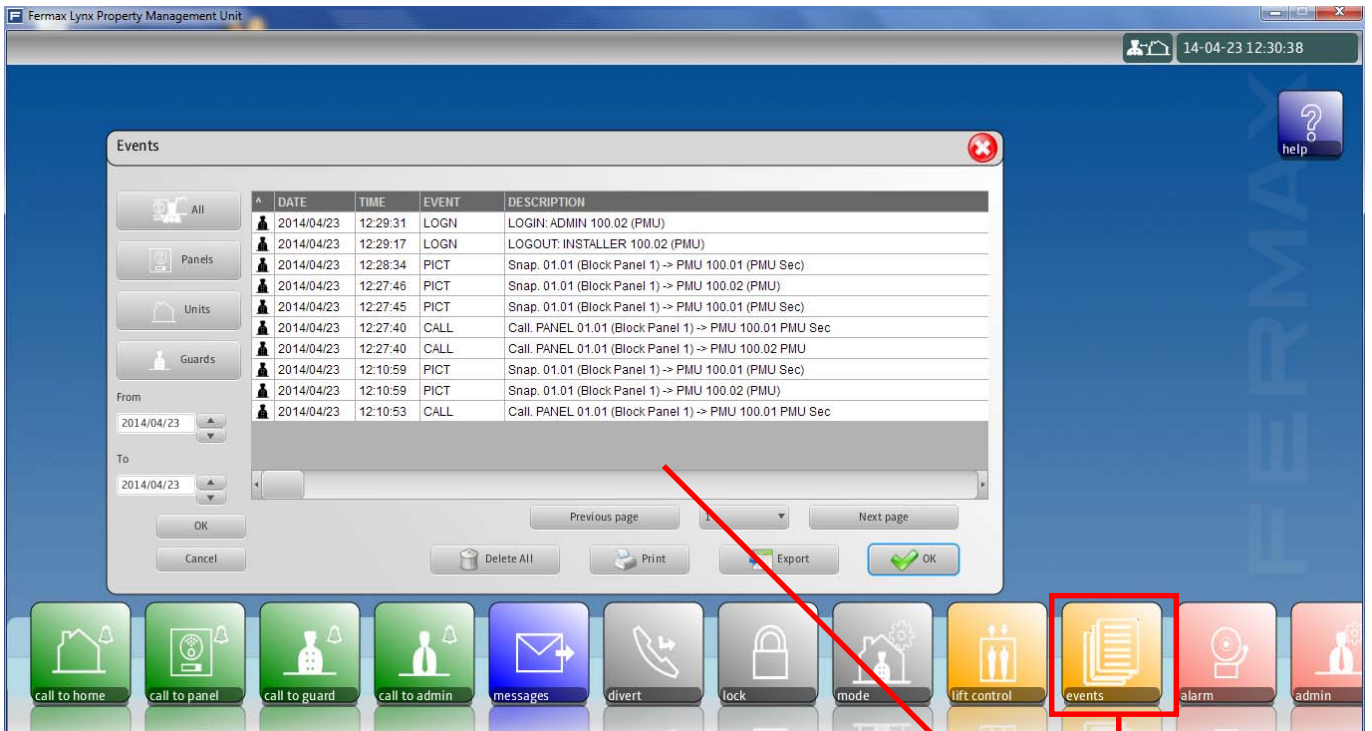 Fermax Lynx Property Management Unit
14-04-23 12:30:38
help
FERMAX
Events
All
Panels
Units
Guards
From
2014/04/23
To
2014/04/23
OK
Cancel
^ DATE TIME EVENT DESCRIPTION
2014/04/23 12:29:31 LOGN LOGIN: ADMIN 100.02 (PMU)
2014/04/23 12:29:17 LOGN LOGOUT: INSTALLER 100.02 (PMU)
2014/04/23 12:28:34 PICT Snap. 01.01 (Block Panel 1) -> PMU 100.01 (PMU Sec)
2014/04/23 12:27:46 PICT Snap. 01.01 (Block Panel 1) -> PMU 100.02 (PMU)
2014/04/23 12:27:45 PICT Snap. 01.01 (Block Panel 1) -> PMU 100.01 (PMU Sec)
2014/04/23 12:27:40 CALL Call. PANEL 01.01 (Block Panel 1) -> PMU 100.01 PMU Sec
2014/04/23 12:27:40 CALL Call. PANEL 01.01 (Block Panel 1) -> PMU 100.02 PMU
2014/04/23 12:10:59 PICT Snap. 01.01 (Block Panel 1) -> PMU 100.01 (PMU Sec)
2014/04/23 12:10:59 PICT Snap. 01.01 (Block Panel 1) -> PMU 100.02 (PMU)
2014/04/23 12:10:53 CALL Call. PANEL 01.01 (Block Panel 1) -> PMU 100.01 PMU Sec
Previous page 1 Next page
Delete All Print Export OK
call to home call to panel call to guard call to admin messages divert lock mode lift control events alarm admin